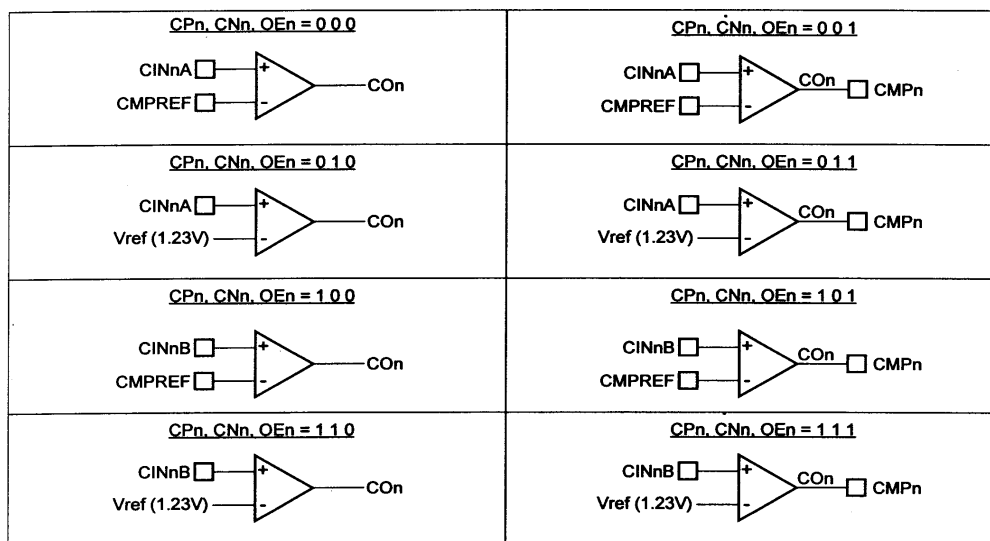 CPn, CNn, OEn = 0 0 0
CINnA
+
COn
CMPREF
-
CPn, CNn, OEn = 0 0 1
CINnA
+
COn
CMPn
CMPREF
-
CPn, CNn, OEn = 0 1 0
CINnA
+
COn
Vref (1.23V)
-
CPn, CNn, OEn = 0 1 1
CINnA
+
COn
CMPn
Vref (1.23V)
-
CPn, CNn, OEn = 1 0 0
CINnB
+
COn
CMPREF
-
CPn, CNn, OEn = 1 0 1
CINnB
+
COn
CMPn
CMPREF
-
CPn, CNn, OEn = 1 1 0
CINnB
+
COn
Vref (1.23V)
-
CPn, CNn, OEn = 1 1 1
CINnB
+
COn
CMPn
Vref (1.23V)
-